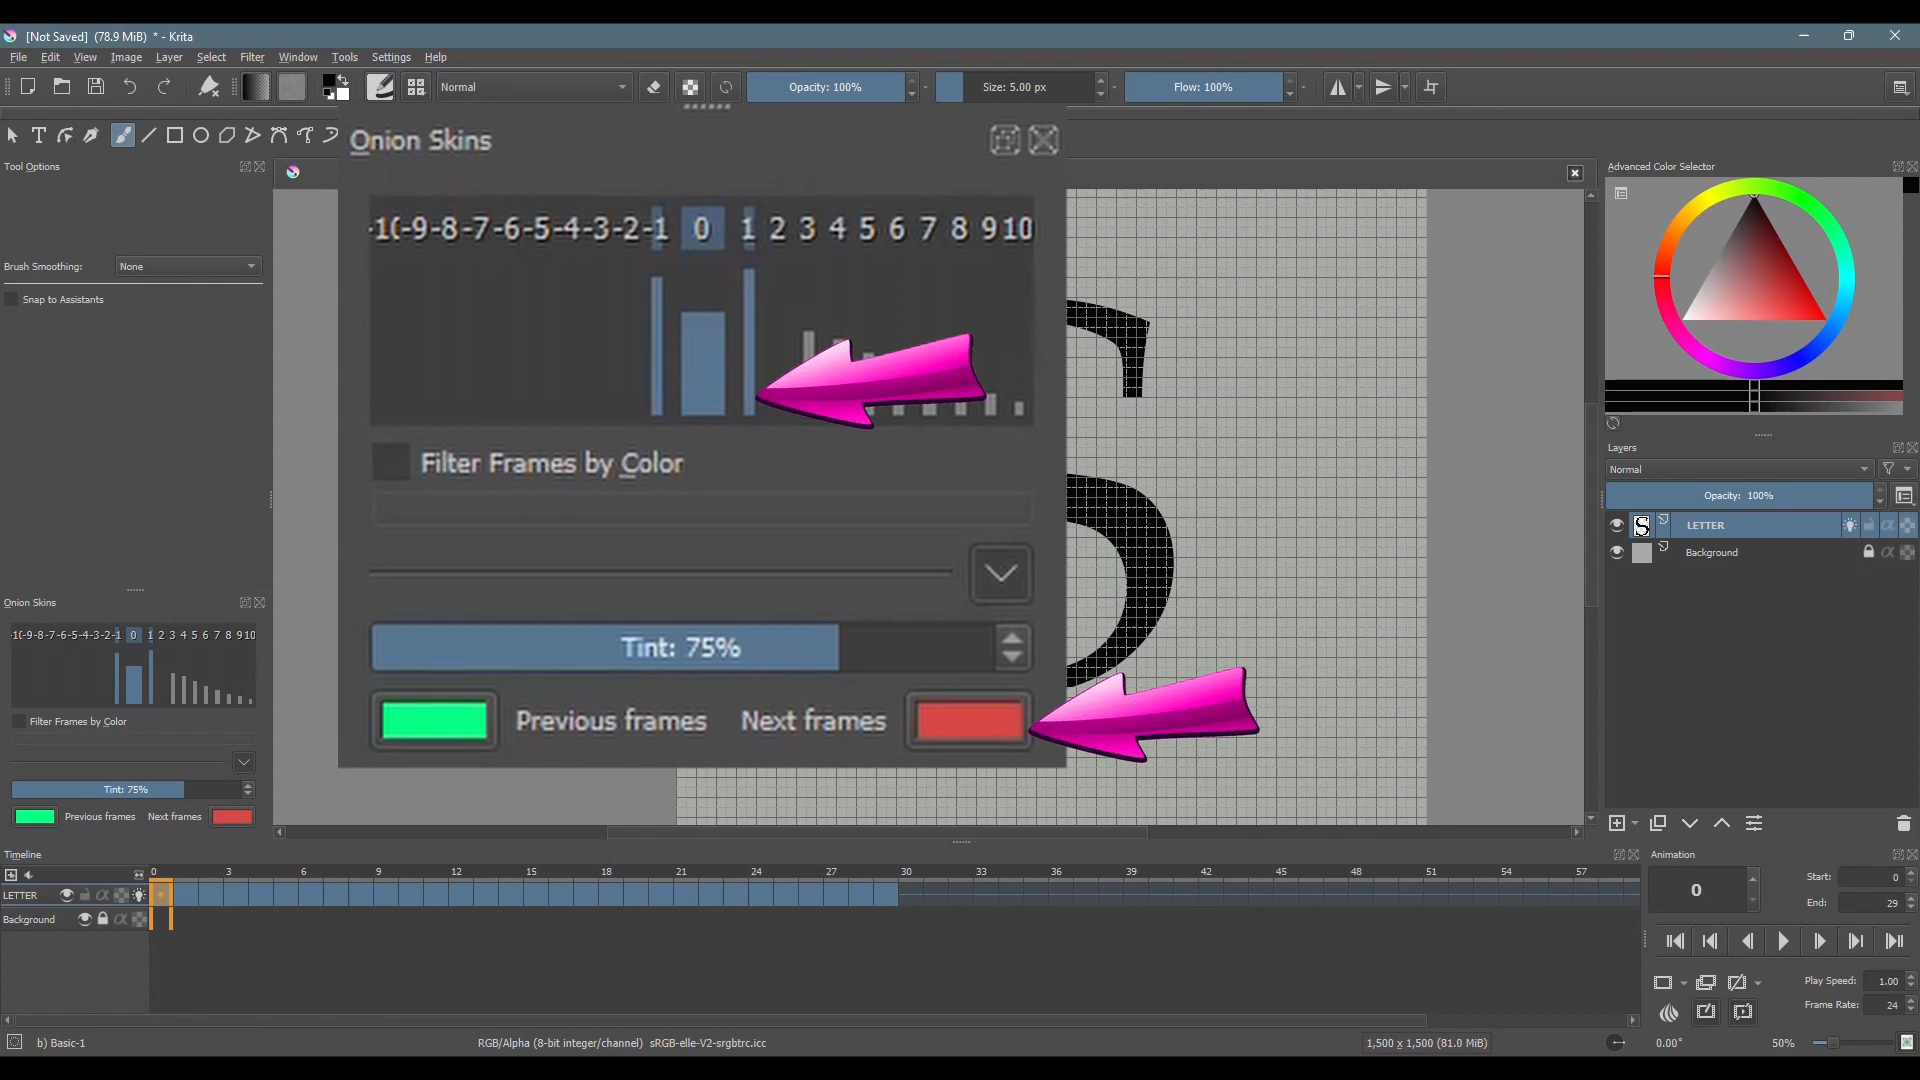 [Not Saved]  (78.9 MiB)  * - Krita
File Edit View Image Layer Select Filter Window Tools Settings Help
Normal Opacity: 100% Size: 5.00 px Flow: 100%
Tool Options
Brush Smoothing: None
Snap to Assistants
Onion Skins
-10-9-8-7-6-5-4-3-2-1 0 1 2 3 4 5 6 7 8 9 10
Filter Frames by Color
Tint: 75%
Previous frames Next frames
Onion Skins
-10-9-8-7-6-5-4-3-2-1 0 1 2 3 4 5 6 7 8 9 10
Filter Frames by Color
Tint: 75%
Previous frames Next frames
S
Advanced Color Selector
Layers
Normal
Opacity: 100%
S LETTER
Background
Timeline
0 3 6 9 12 15 18 21 24 27 30 33 36 39 42 45 48 51 54 57
LETTER
Background
Animation
0
Start: 0
End: 29
Play Speed: 1.00
Frame Rate: 24
b) Basic-1
RGB/Alpha (8-bit integer/channel)  sRGB-elle-V2-srgbtrc.icc
1,500 x 1,500 (81.0 MiB)
0.00°
50%